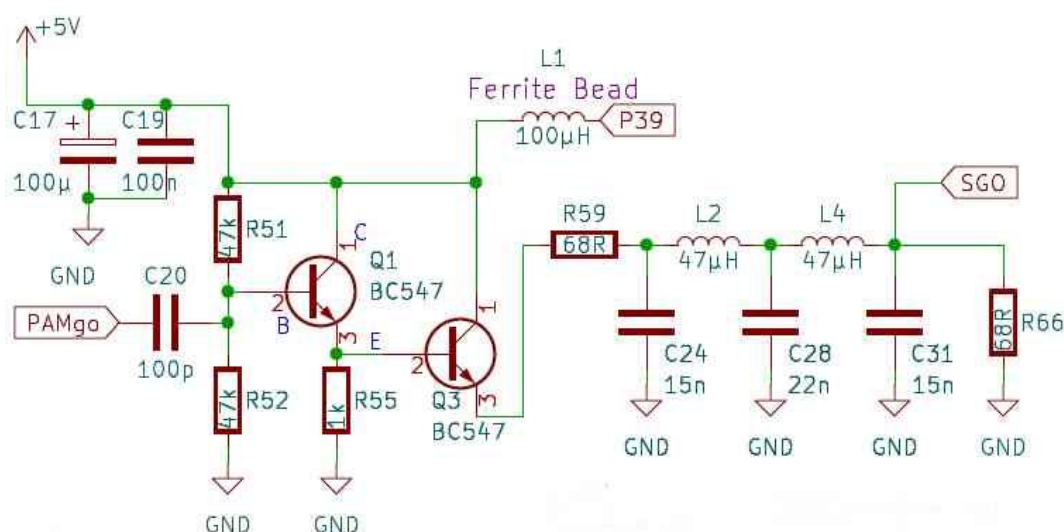 +5V
L1
Ferrite Bead
C17
+
C19
P39
100µH
100µ
100n
SGO
R51
47k
C
1
R59
68R
L2
47µH
L4
47µH
GND
C20
Q1
BC547
2
B
3
E
1
PAMgo
100p
R52
47k
R55
1k
2
Q3
BC547
3
C24
15n
C28
22n
C31
15n
R66
68R
GND
GND
GND
GND
GND
GND